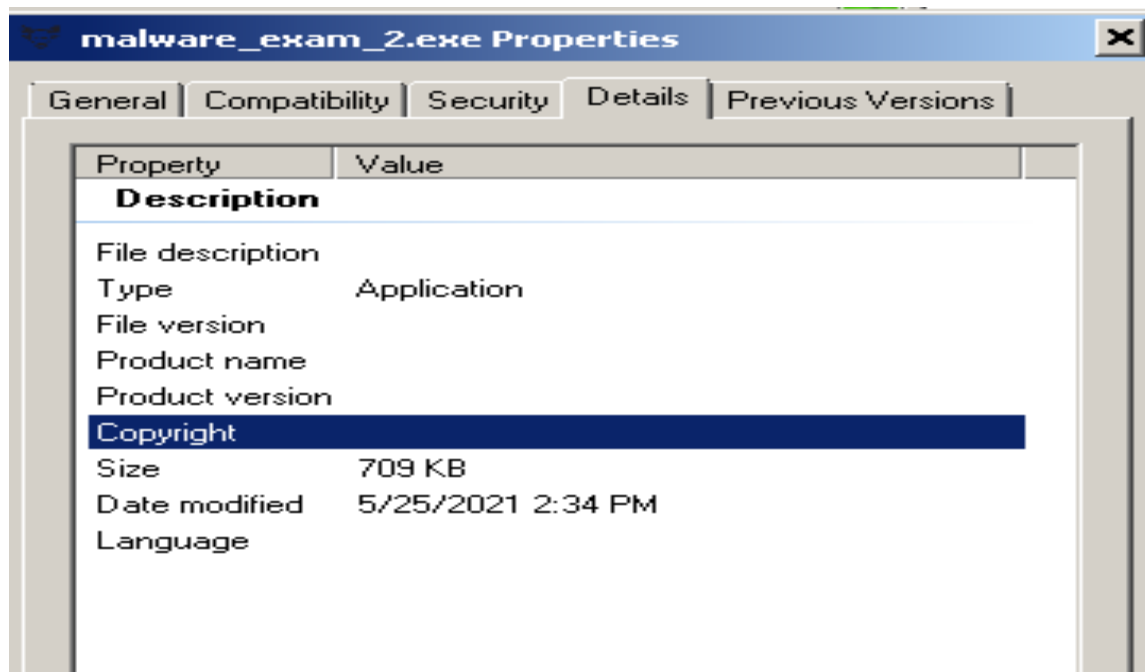 malware_exam_2.exe Properties
General Compatibility Security Details Previous Versions
Property Value
Description
File description
Type Application
File version
Product name
Product version
Copyright
Size 709 KB
Date modified 5/25/2021 2:34 PM
Language